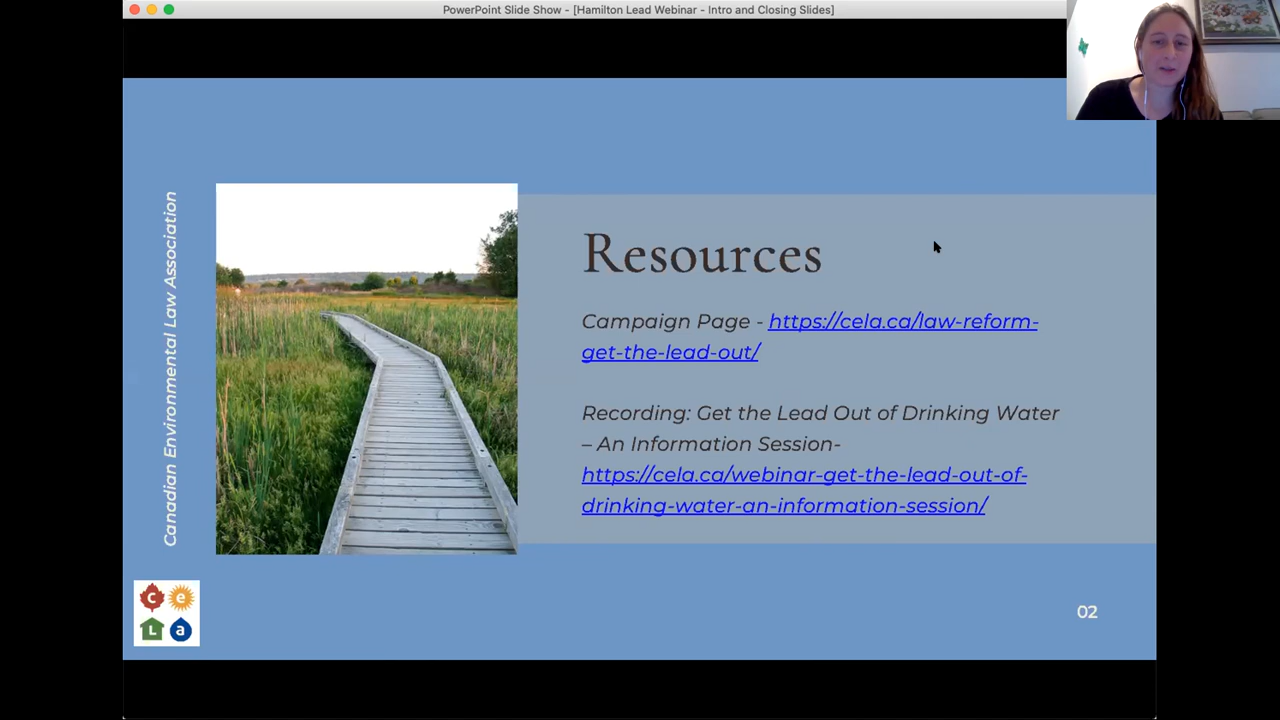 PowerPoint Slide Show - [Hamilton Lead Webinar - Intro and Closing Slides]
Canadian Environmental Law Association
Resources
Campaign Page - https://cela.ca/law-reform-
get-the-lead-out/
Recording: Get the Lead Out of Drinking Water
– An Information Session-
https://cela.ca/webinar-get-the-lead-out-of-
drinking-water-an-information-session/
c e
L a
02